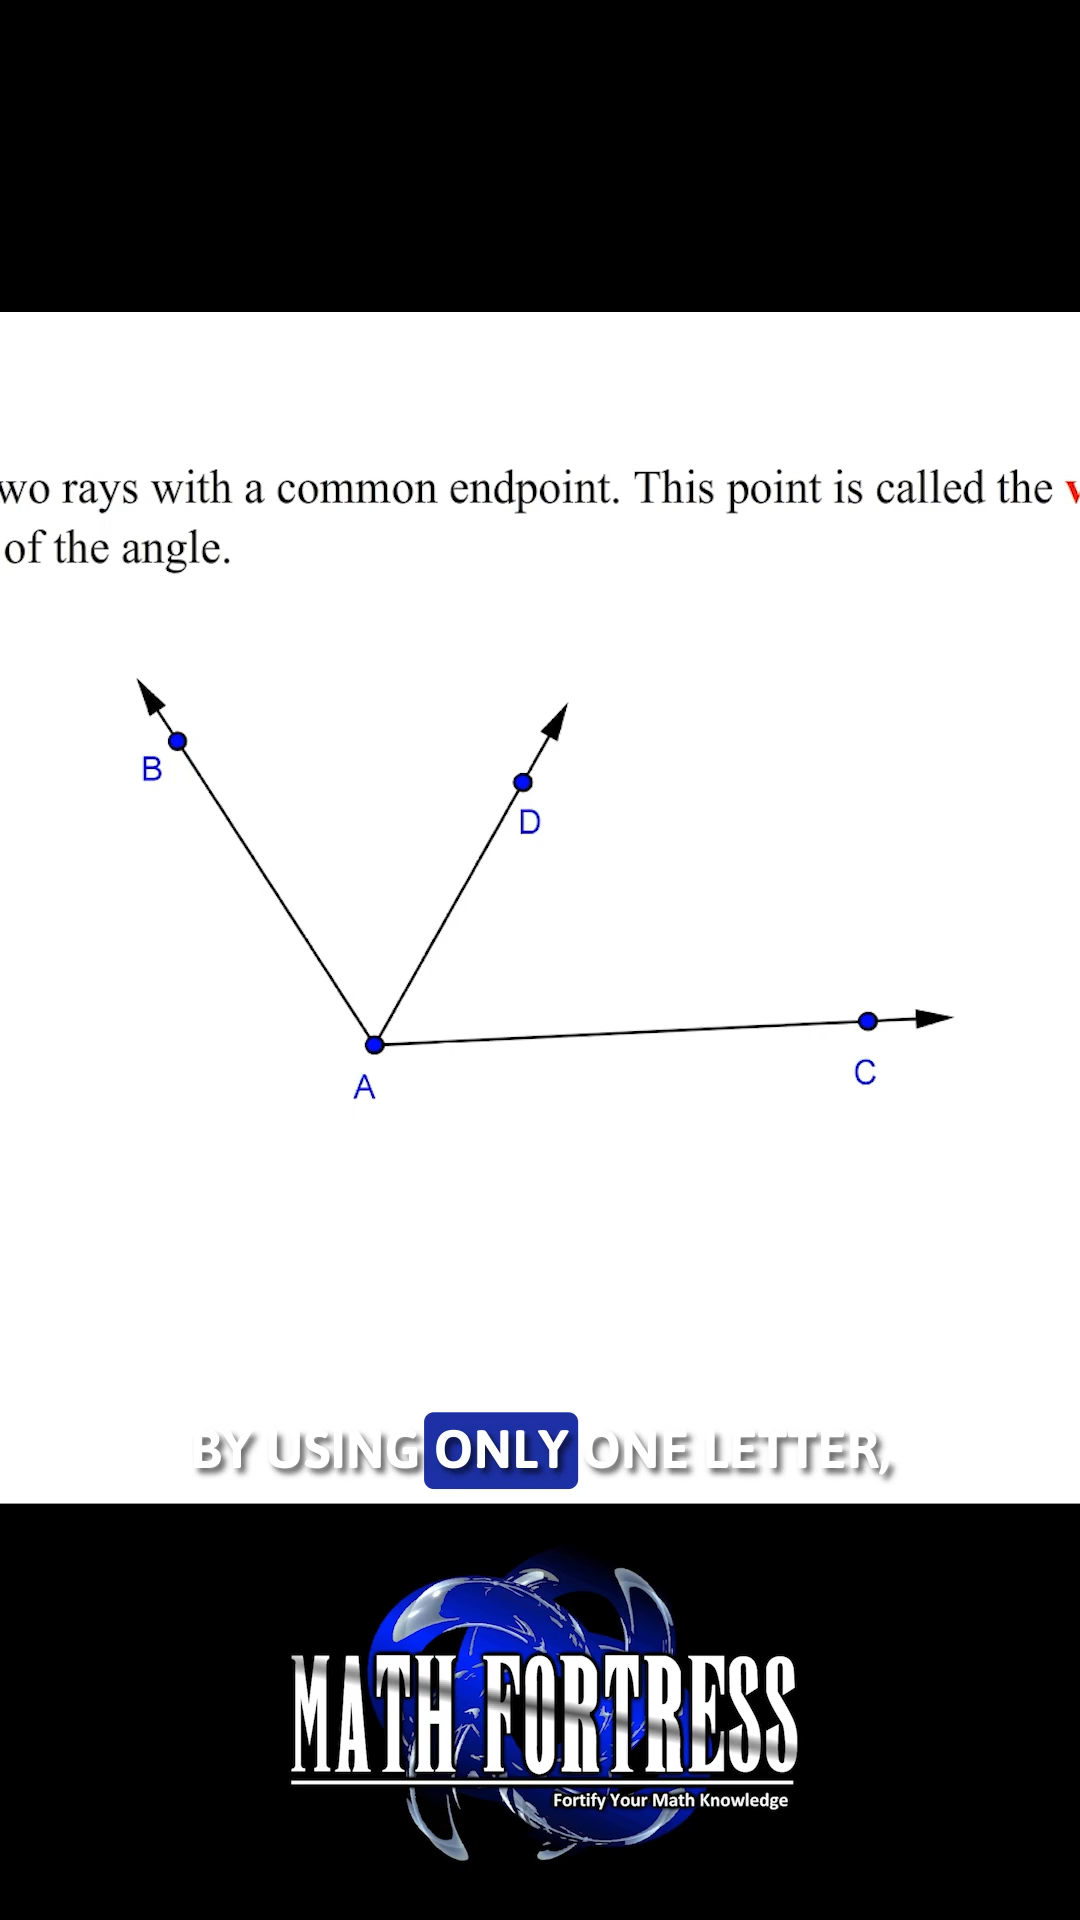 wo rays with a common endpoint. This point is called the
of the angle.
B
D
A
C
BY USING ONLY ONE LETTER,
MATH FORTRESS
Fortify Your Math Knowledge